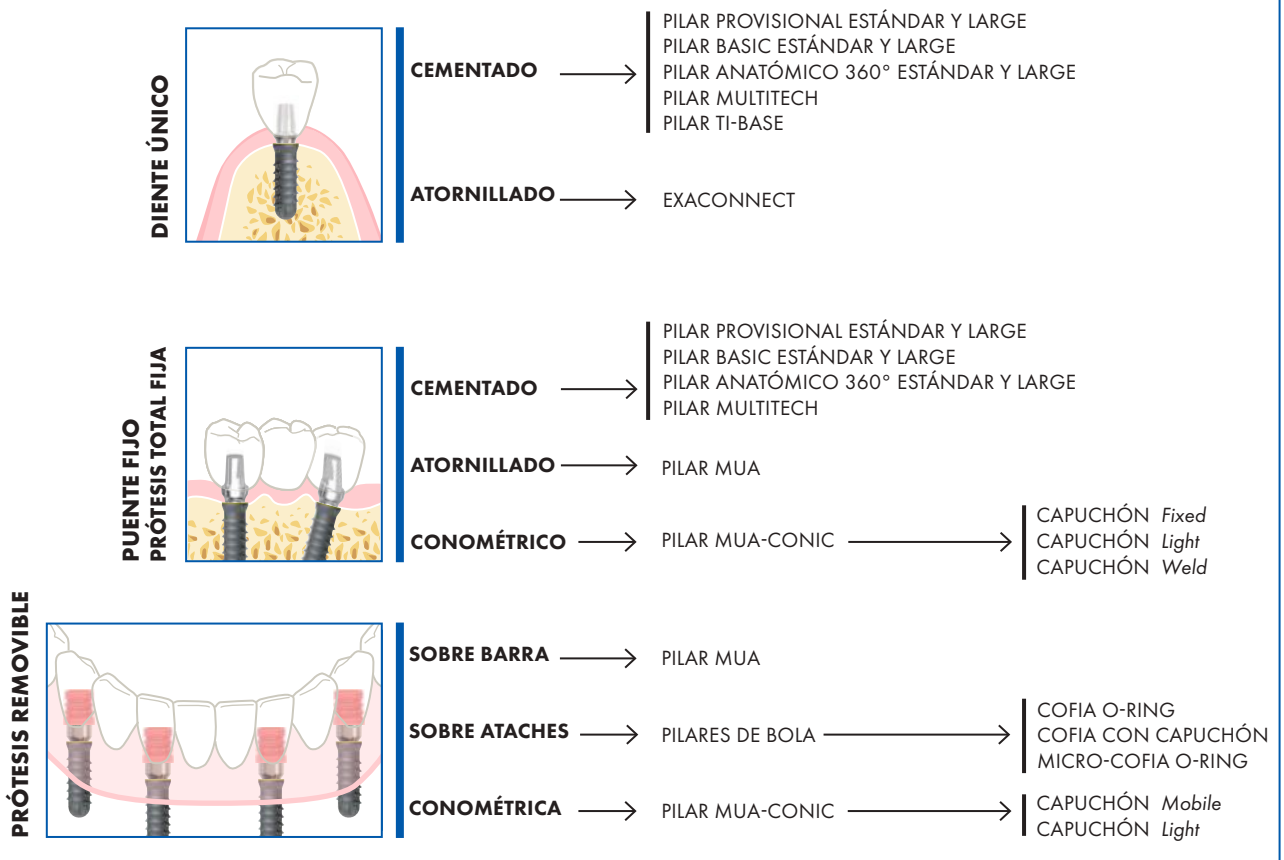 DIENTE ÚNICO
CEMENTADO
PILAR PROVISIONAL ESTÁNDAR Y LARGE
PILAR BASIC ESTÁNDAR Y LARGE
PILAR ANATÓMICO 360° ESTÁNDAR Y LARGE
PILAR MULTITECH
PILAR TI-BASE
ATORNILLADO
EXACONNECT
PUENTE FIJO
PRÓTESIS TOTAL FIJA
CEMENTADO
PILAR PROVISIONAL ESTÁNDAR Y LARGE
PILAR BASIC ESTÁNDAR Y LARGE
PILAR ANATÓMICO 360° ESTÁNDAR Y LARGE
PILAR MULTITECH
ATORNILLADO
PILAR MUA
CONOMÉTRICO
PILAR MUA-CONIC
CAPUCHÓN Fixed
CAPUCHÓN Light
CAPUCHÓN Weld
PRÓTESIS REMOVIBLE
SOBRE BARRA
PILAR MUA
SOBRE ATACHES
PILARES DE BOLA
COFIA O-RING
COFIA CON CAPUCHÓN
MICRO-COFIA O-RING
CONOMÉTRICA
PILAR MUA-CONIC
CAPUCHÓN Mobile
CAPUCHÓN Light